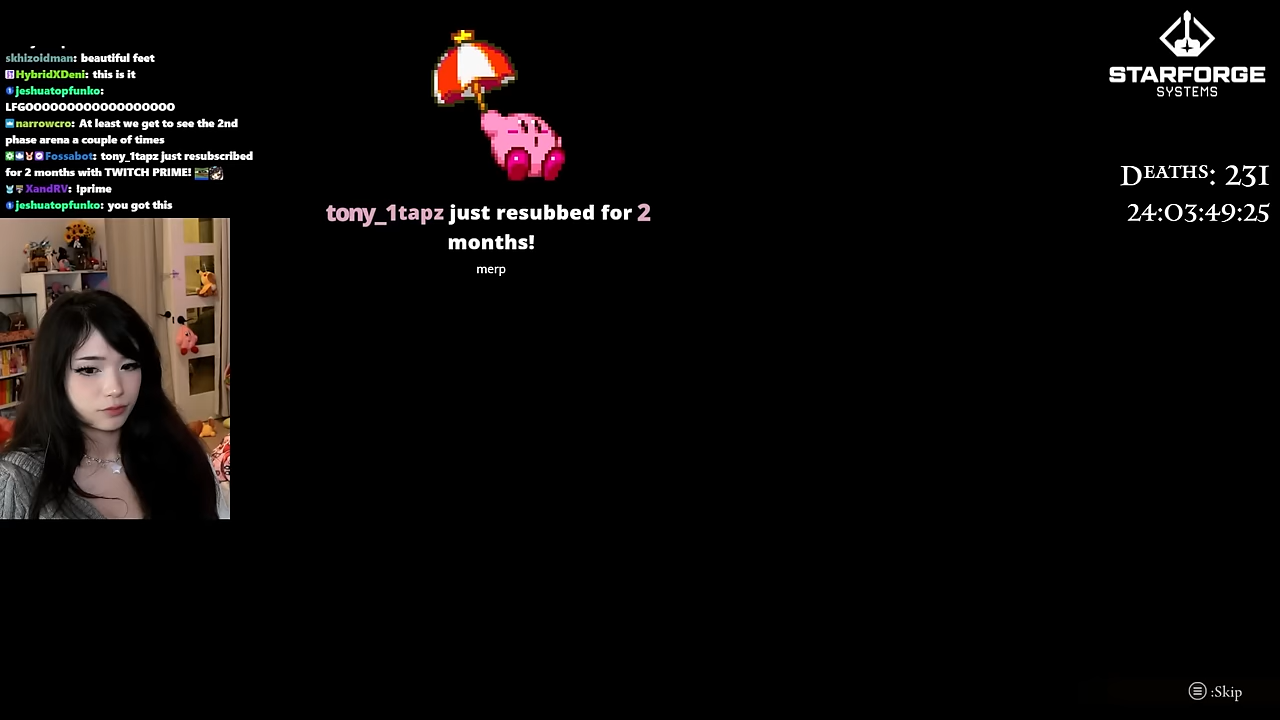 skhizoldman: beautiful feet
HybridXDeni: this is it
jeshuatopfunko:
LFGOOOOOOOOOOOOOOOOOO
narrowcro: At least we get to see the 2nd
phase arena a couple of times
Fossabot: tony_1tapz just resubscribed
for 2 months with TWITCH PRIME!
XandRV: !prime
jeshuatopfunko: you got this
tony_1tapz just resubbed for 2
months!
merp
STARFORGE
SYSTEMS
DEATHS: 231
24:03:49:25
:Skip